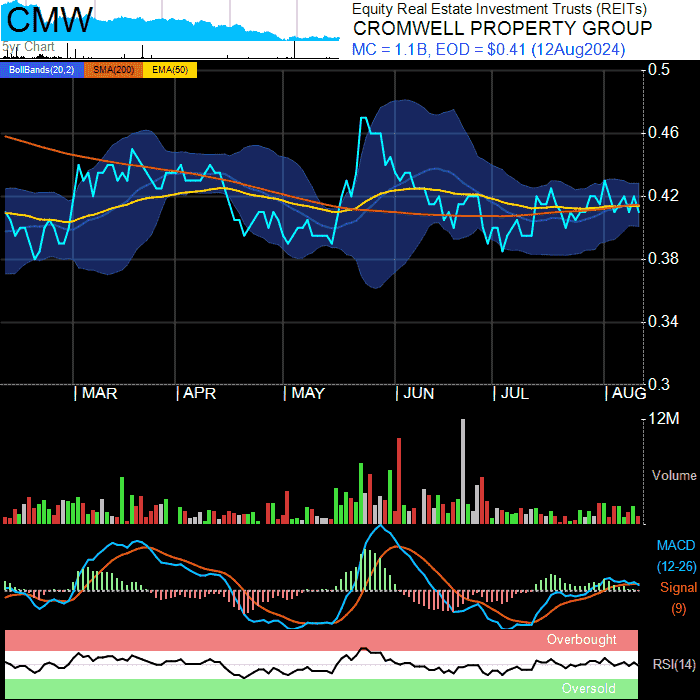 CMW
5yr Chart
Equity Real Estate Investment Trusts (REITs)
CROMWELL PROPERTY GROUP
MC = 1.1B, EOD = $0.41 (12Aug2024)
BollBands(20,2) SMA(200) EMA(50)
0.5
0.46
0.42
0.38
0.34
0.3
MAR APR MAY JUN JUL AUG
12M
Volume
MACD
(12-26)
Signal
(9)
Overbought
RSI(14)
Oversold